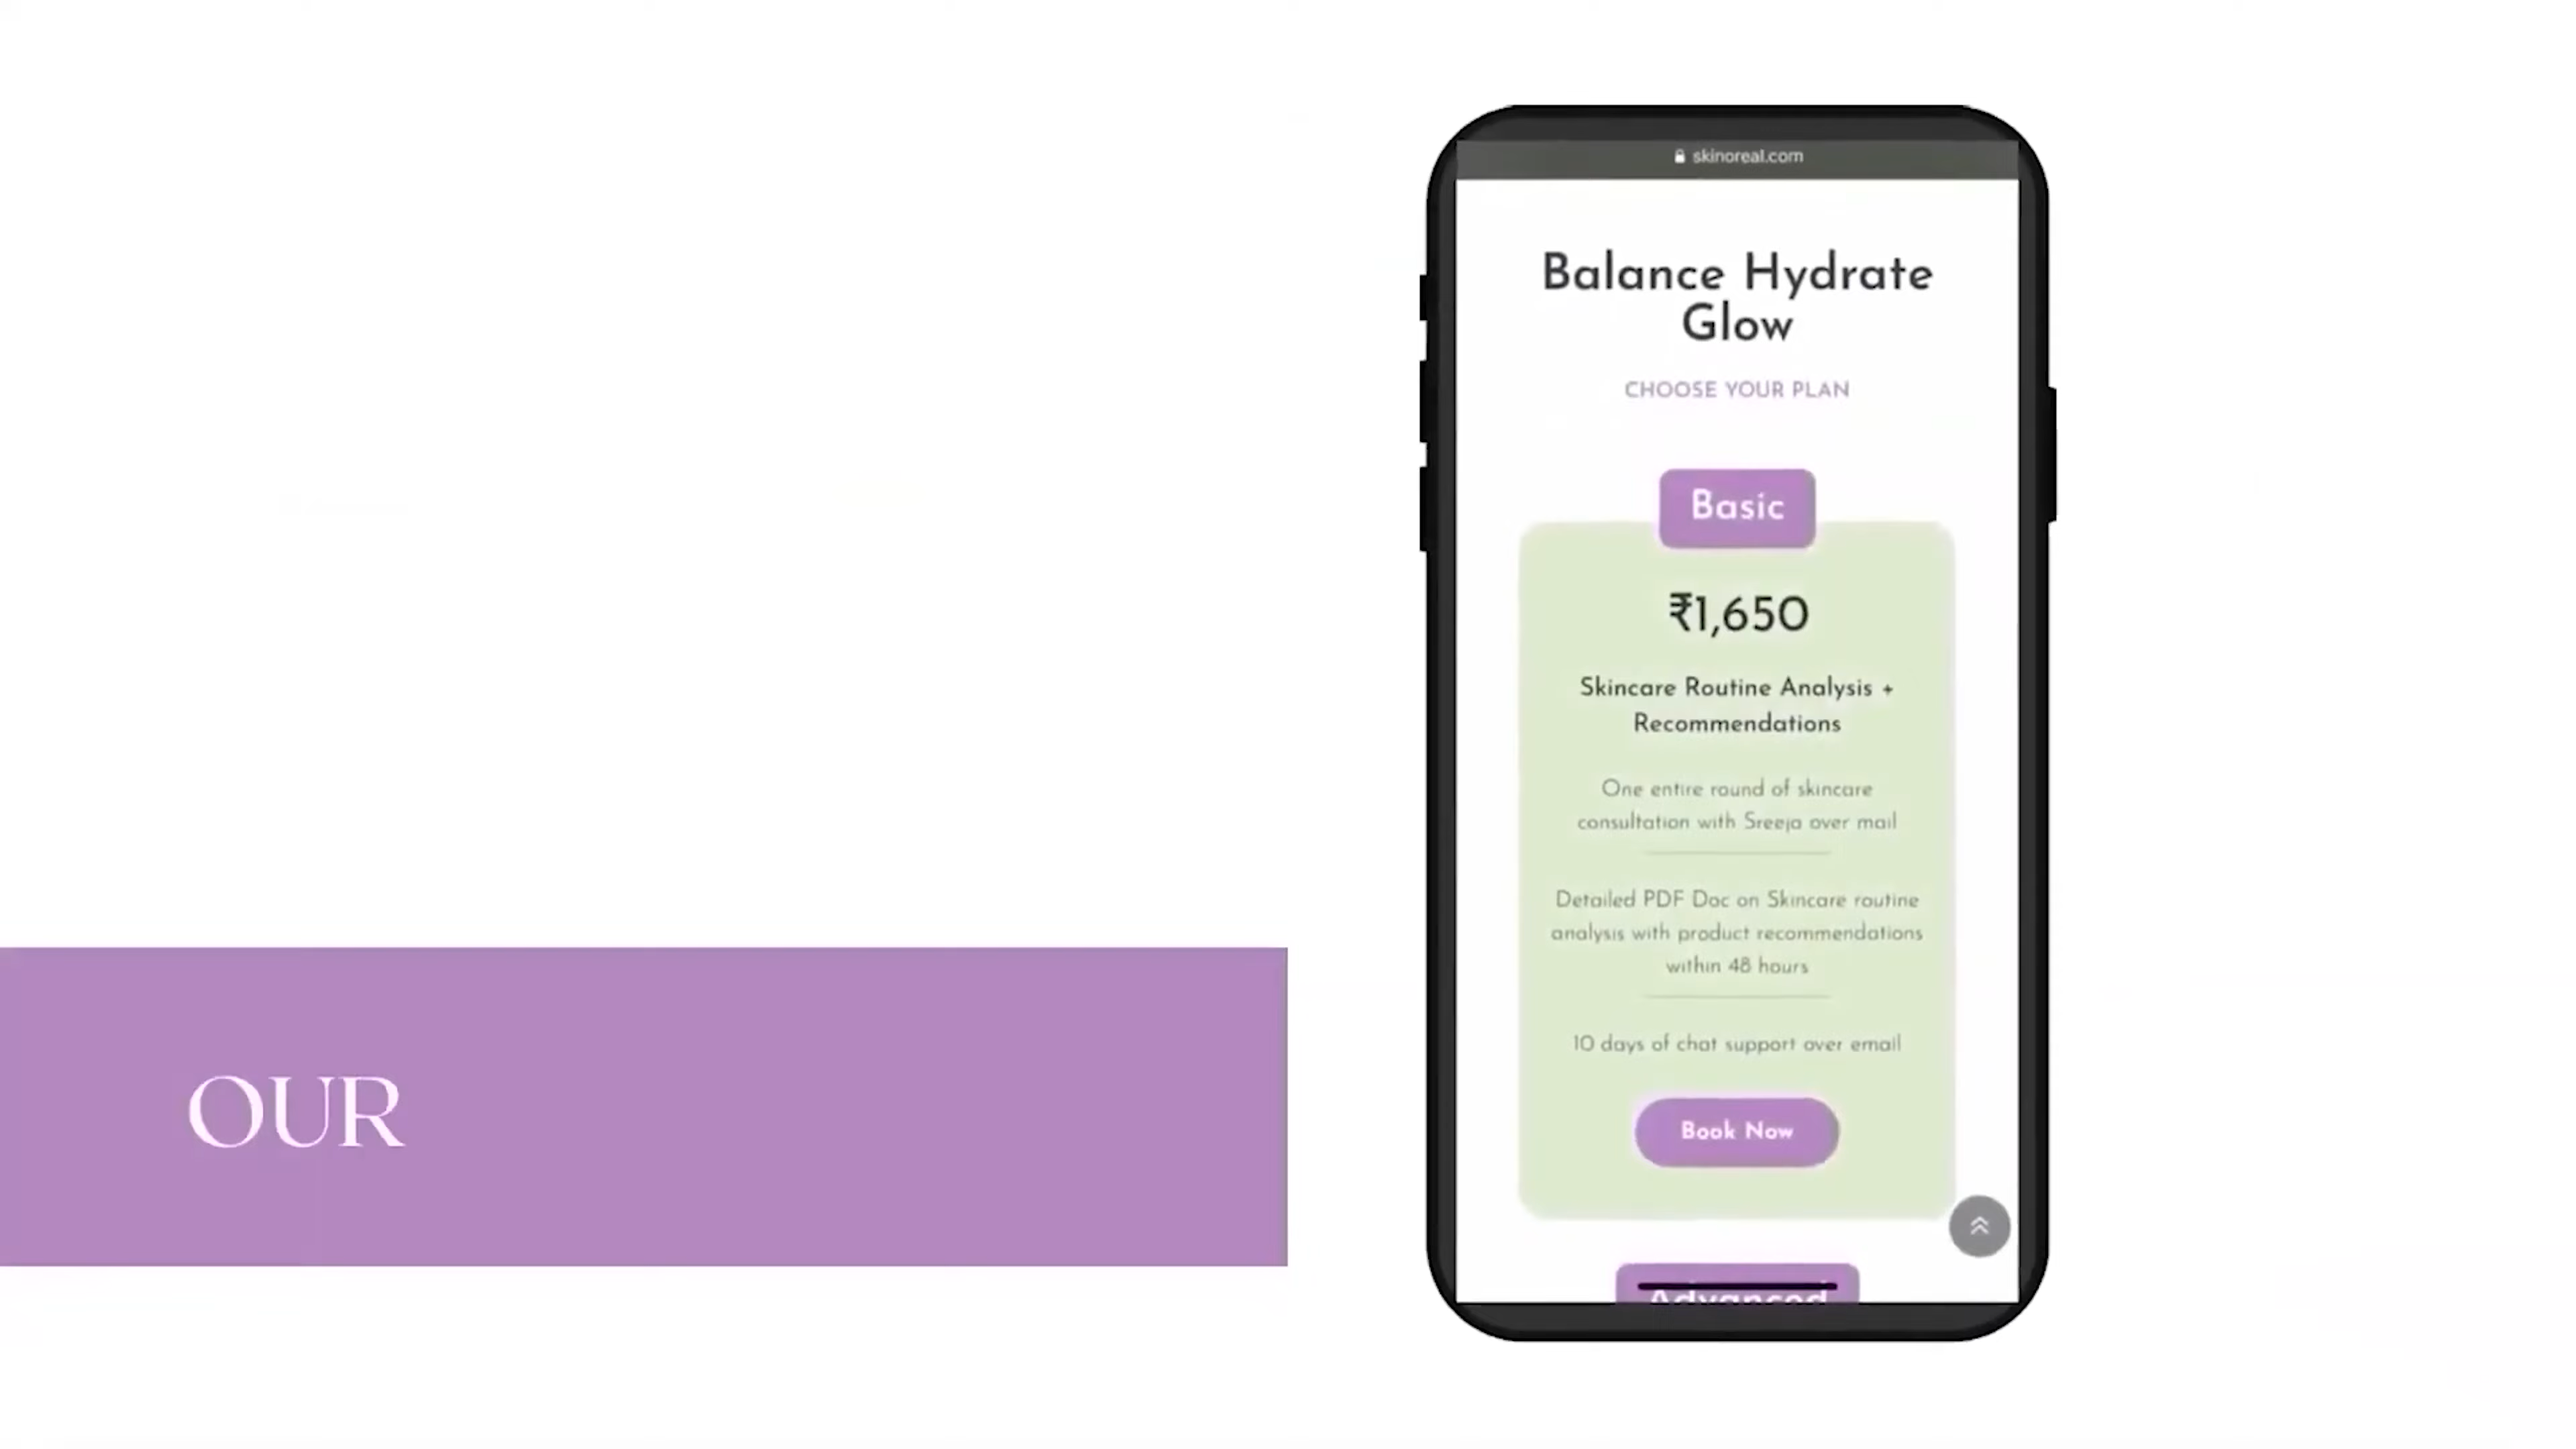 skinoreal.com
Balance Hydrate
Glow
CHOOSE YOUR PLAN
Basic
₹1,650
Skincare Routine Analysis +
Recommendations
One entire round of skincare
consultation with Sreeja over mail
Detailed PDF Doc on Skincare routine
analysis with product recommendations
within 48 hours
10 days of chat support over email
Book Now
Advanced
OUR